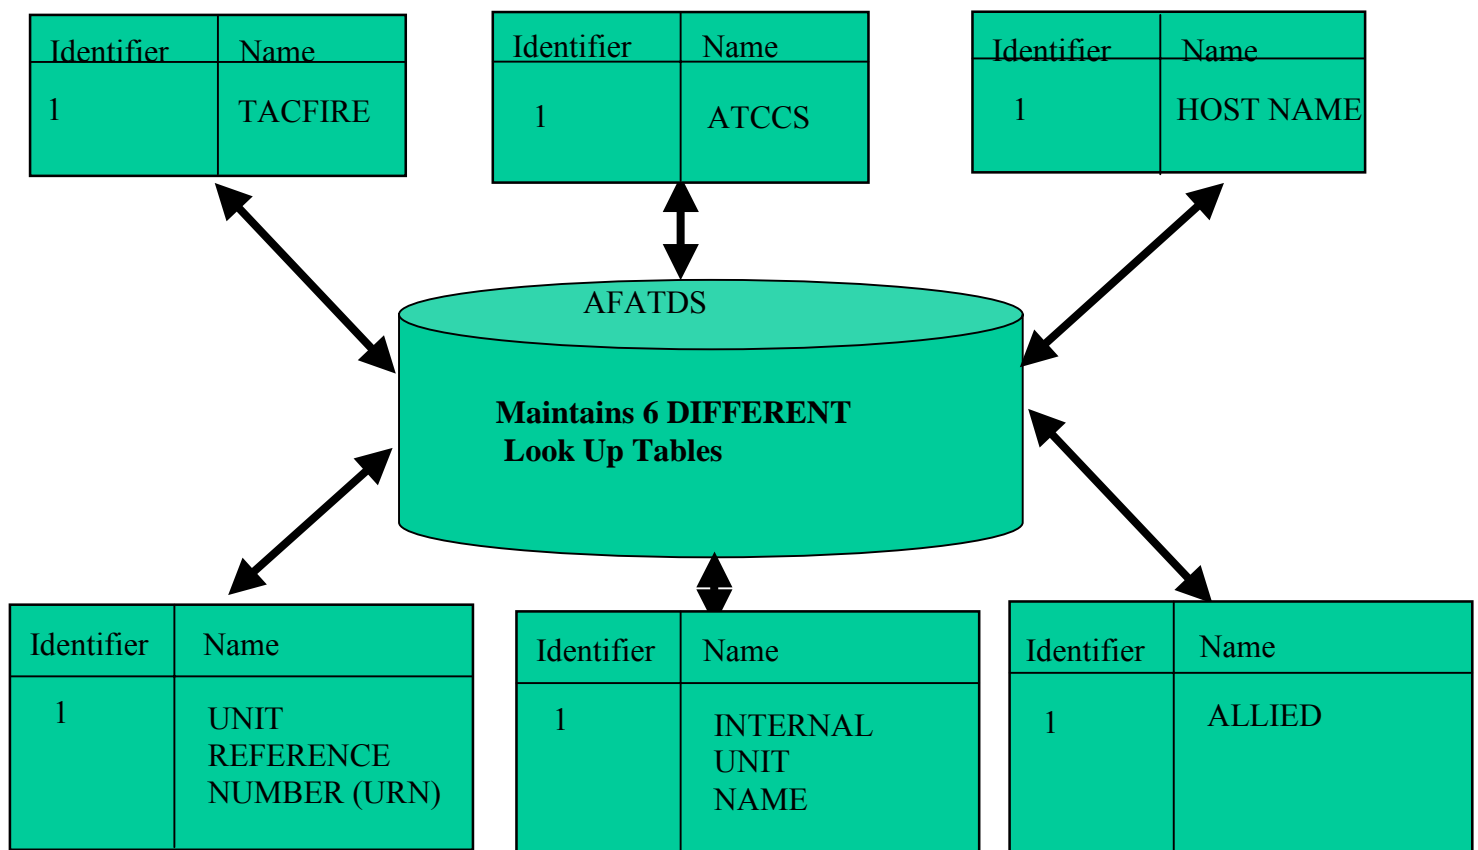 Identifier Name
1 TACFIRE
Identifier Name
1 ATCCS
Identifier Name
1 HOST NAME
AFATDS
Maintains 6 DIFFERENT
Look Up Tables
Identifier Name
1 UNIT
REFERENCE
NUMBER (URN)
Identifier Name
1 INTERNAL
UNIT
NAME
Identifier Name
1 ALLIED